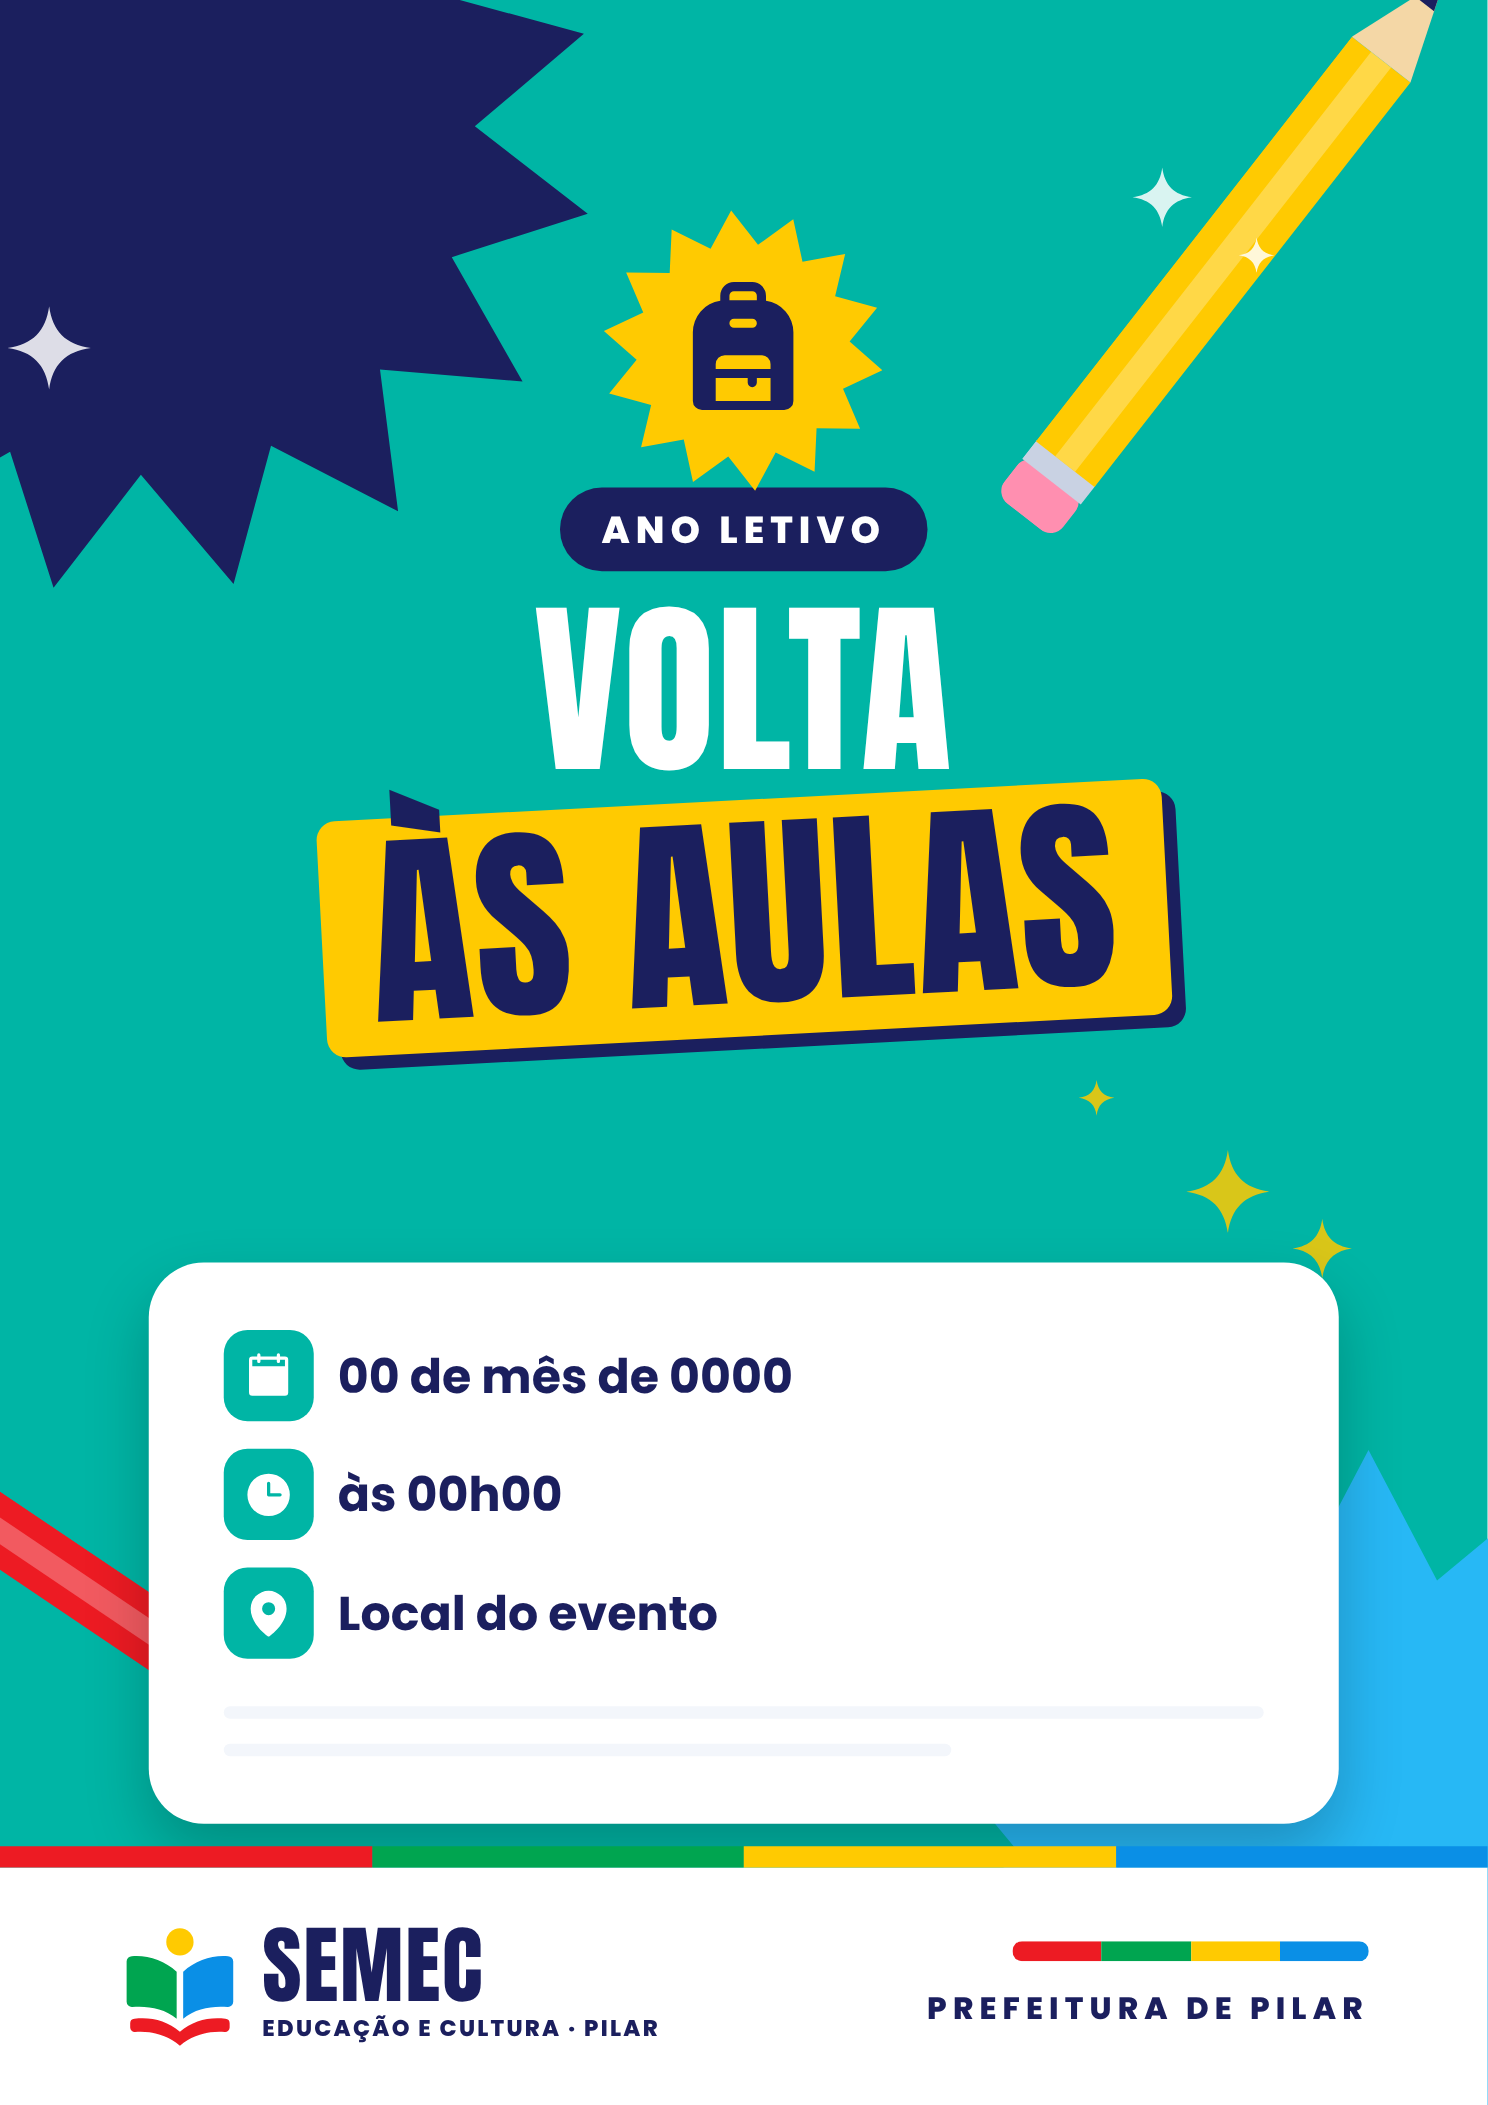 ANO LETIVO
VOLTA
ÀS AULAS
00 de mês de 0000
às 00h00
Local do evento
SEMEC
EDUCAÇÃO E CULTURA · PILAR
PREFEITURA DE PILAR